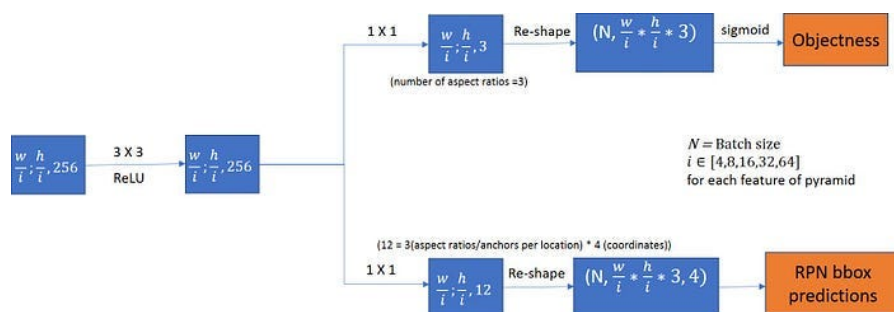 1 X 1
w/i ; h/i , 3
Re-shape
(N, w/i * h/i * 3)
sigmoid
Objectness
(number of aspect ratios =3)
w/i ; h/i , 256
3 X 3
ReLU
w/i ; h/i , 256
N = Batch size
i ∈ [4,8,16,32,64]
for each feature of pyramid
(12 = 3(aspect ratios/anchors per location) * 4 (coordinates))
1 X 1
w/i ; h/i , 12
Re-shape
(N, w/i * h/i * 3, 4)
RPN bbox
predictions